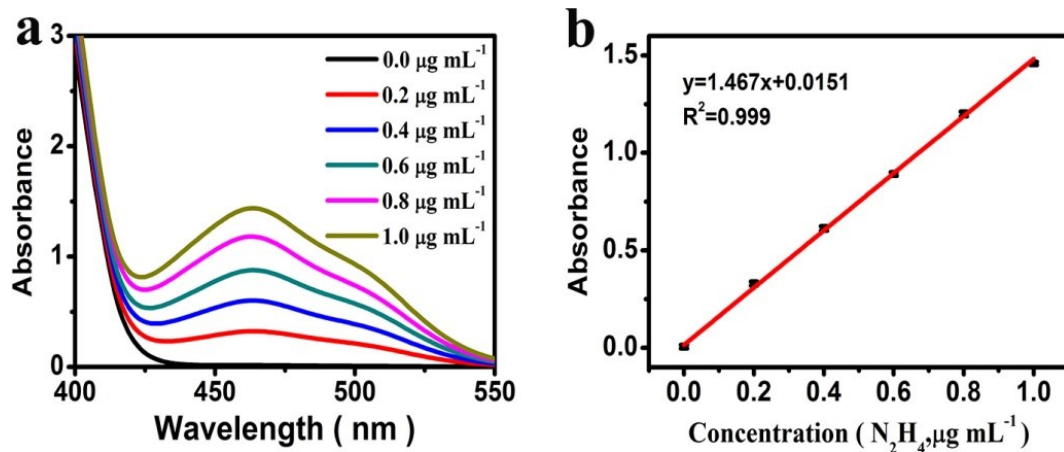 a
3
2
1
0
Absorbance
0.0 μg mL⁻¹
0.2 μg mL⁻¹
0.4 μg mL⁻¹
0.6 μg mL⁻¹
0.8 μg mL⁻¹
1.0 μg mL⁻¹
400 450 500 550
Wavelength ( nm )
b
1.5
1.0
0.5
0.0
Absorbance
y=1.467x+0.0151
R²=0.999
0.0 0.2 0.4 0.6 0.8 1.0
Concentration ( N₂H₄,μg mL⁻¹ )